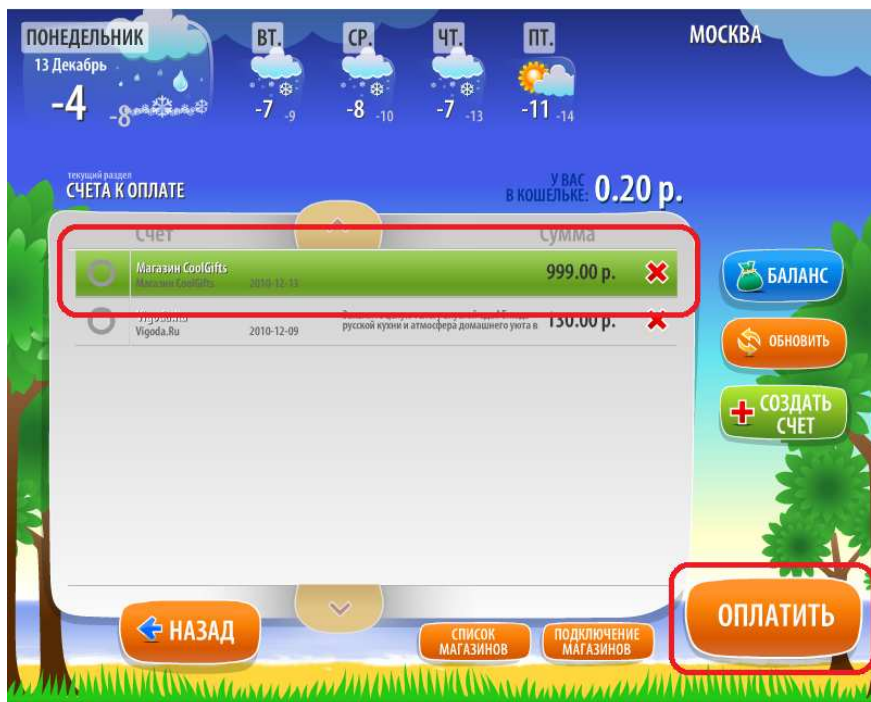 ПОНЕДЕЛЬНИК
13 Декабрь
-4 -8
ВТ.
-7 -9
СР.
-8 -10
ЧТ.
-7 -13
ПТ.
-11 -14
МОСКВА
текущий раздел
СЧЕТА К ОПЛАТЕ
У ВАС
В КОШЕЛЬКЕ: 0.20 р.
Счет Сумма
Магазин CoolGifts
Магазин CoolGifts 2010-12-13 999.00 р.
Vigoda.Ru
Vigoda.Ru 2010-12-09 русской кухни и атмосфера домашнего уюта в 130.00 р.
БАЛАНС
ОБНОВИТЬ
СОЗДАТЬ
СЧЕТ
НАЗАД
СПИСОК
МАГАЗИНОВ
ПОДКЛЮЧЕНИЕ
МАГАЗИНОВ
ОПЛАТИТЬ